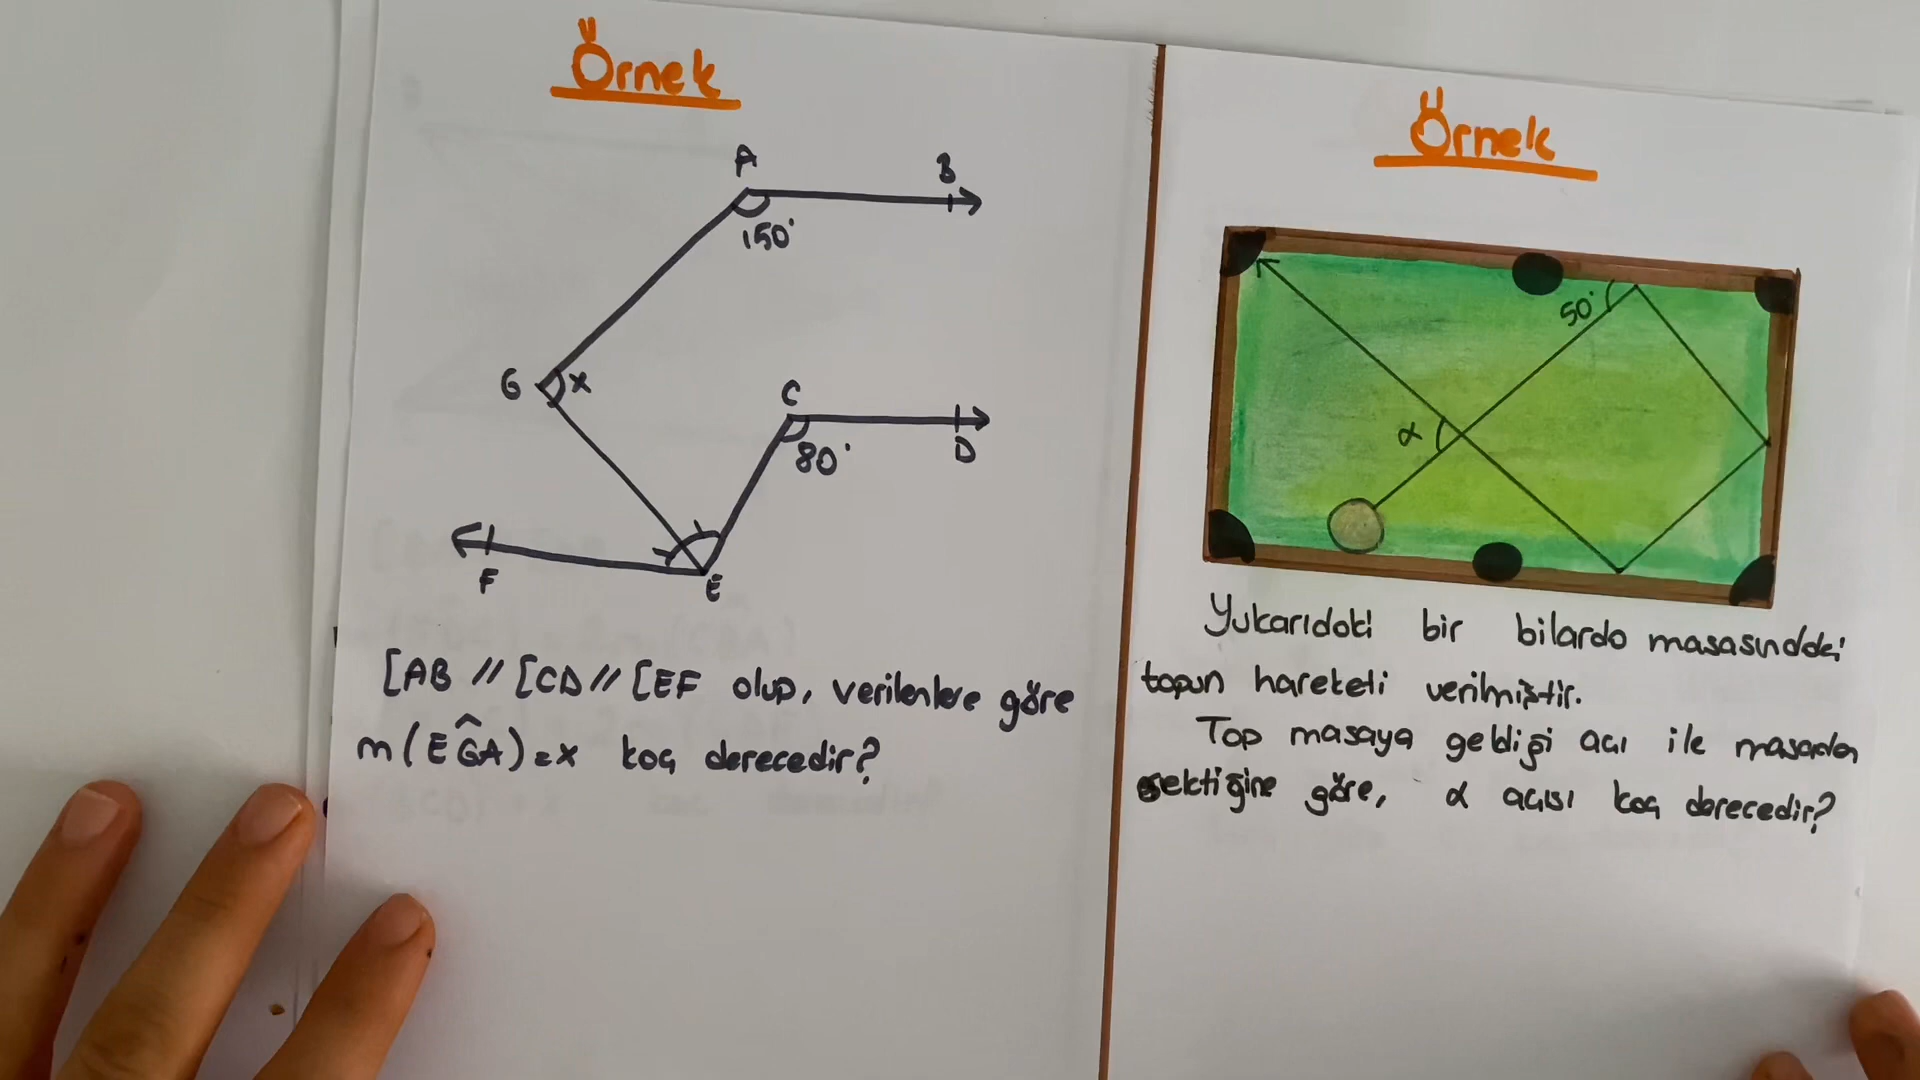 Örnek
A
B
150°
G
x
C
D
80°
F
E
[AB // [CD // [EF olup, verilenlere göre
m(EĜA)=x kaç derecedir?
Örnek
50°
α
Yukarıdaki bir bilardo masasındaki
topun hareketi verilmiştir.
Top masaya geldiği açı ile masadan
sektiğine göre, α açısı kaç derecedir?